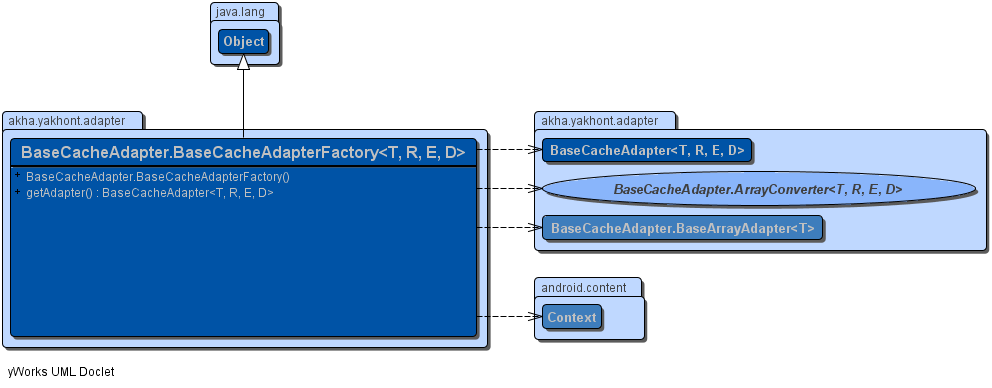 java.lang
Object
akha.yakhont.adapter
BaseCacheAdapter.BaseCacheAdapterFactory<T, R, E, D>
+ BaseCacheAdapter.BaseCacheAdapterFactory()
+ getAdapter() : BaseCacheAdapter<T, R, E, D>
akha.yakhont.adapter
BaseCacheAdapter<T, R, E, D>
BaseCacheAdapter.ArrayConverter<T, R, E, D>
BaseCacheAdapter.BaseArrayAdapter<T>
android.content
Context
yWorks UML Doclet